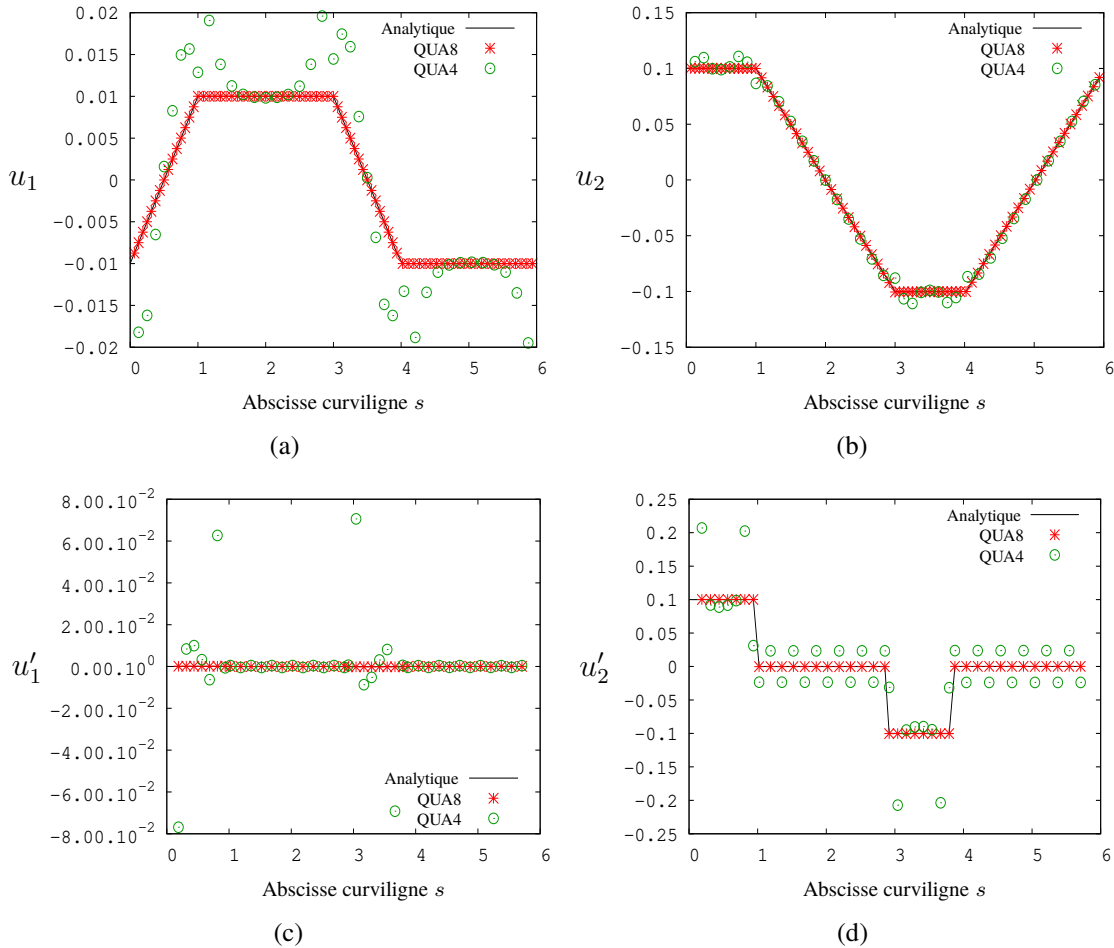 0.02
0.015
0.01
0.005
0
−0.005
−0.01
−0.015
−0.02
u₁
Analytique
QUA8
QUA4
0 1 2 3 4 5 6
Abscisse curviligne s
(a)
0.15
0.1
0.05
0
−0.05
−0.1
−0.15
u₂
Analytique
QUA8
QUA4
0 1 2 3 4 5 6
Abscisse curviligne s
(b)
8.00.10⁻²
6.00.10⁻²
4.00.10⁻²
2.00.10⁻²
0.00.10⁰
−2.00.10⁻²
−4.00.10⁻²
−6.00.10⁻²
−8.00.10⁻²
u′₁
Analytique
QUA8
QUA4
0 1 2 3 4 5 6
Abscisse curviligne s
(c)
0.25
0.2
0.15
0.1
0.05
0
−0.05
−0.1
−0.15
−0.2
−0.25
u′₂
Analytique
QUA8
QUA4
0 1 2 3 4 5 6
Abscisse curviligne s
(d)